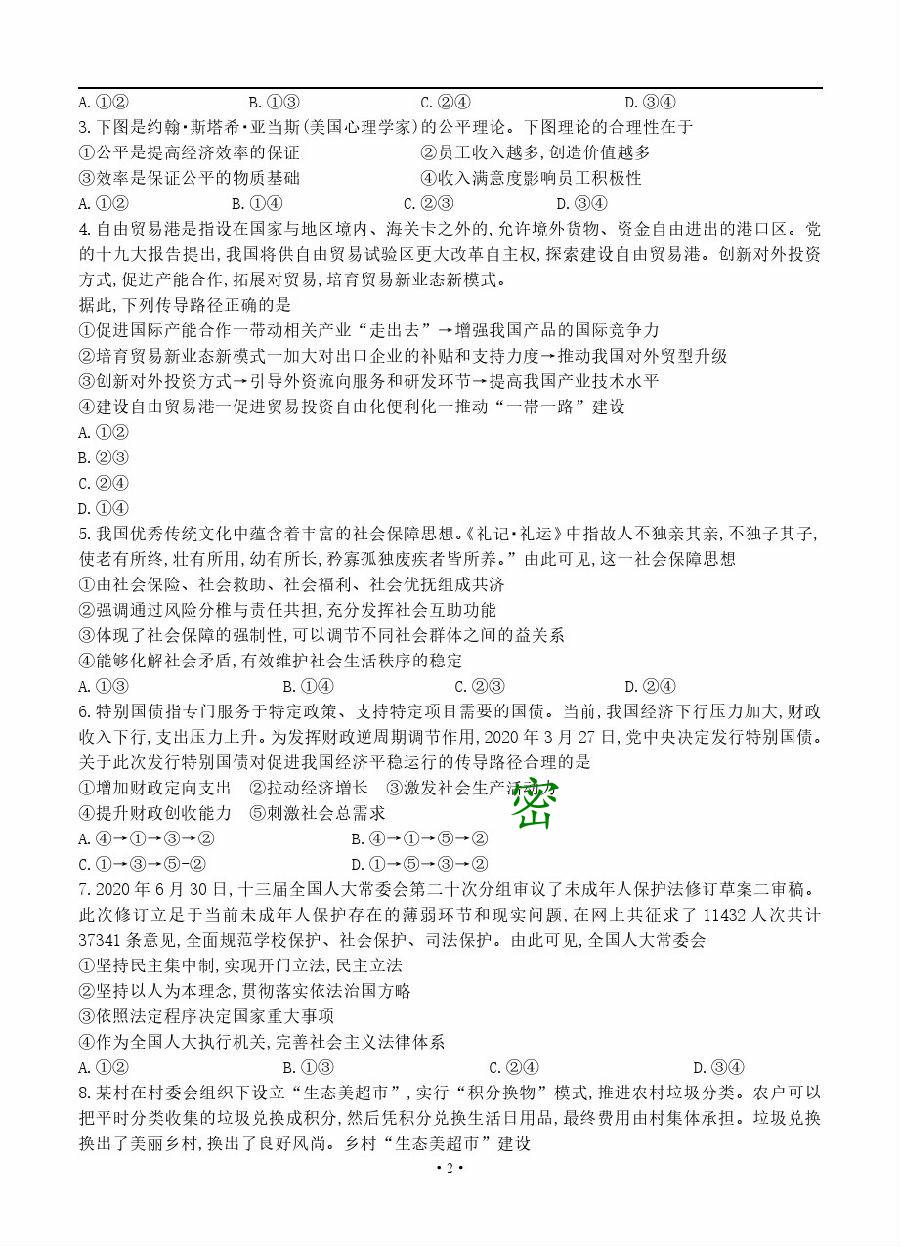 A.①② B.①③ C.②④ D.③④
3.下图是约翰·斯塔希·亚当斯(美国心理学家)的公平理论。下图理论的合理性在于
①公平是提高经济效率的保证 ②员工收入越多,创造价值越多
③效率是保证公平的物质基础 ④收入满意度影响员工积极性
A.①② B.①④ C.②③ D.③④
4.自由贸易港是指设在国家与地区境内、海关卡之外的,允许境外货物、资金自由进出的港口区。党
的十九大报告提出,我国将供自由贸易试验区更大改革自主权,探索建设自由贸易港。创新对外投资
方式,促进产能合作,拓展对贸易,培育贸易新业态新模式。
据此,下列传导路径正确的是
①促进国际产能合作一带动相关产业“走出去”→增强我国产品的国际竞争力
②培育贸易新业态新模式一加大对出口企业的补贴和支持力度→推动我国对外贸型升级
③创新对外投资方式→引导外资流向服务和研发环节→提高我国产业技术水平
④建设自由贸易港一促进贸易投资自由化便利化一推动“一带一路”建设
A.①②
B.②③
C.②④
D.①④
5.我国优秀传统文化中蕴含着丰富的社会保障思想。《礼记·礼运》中指故人不独亲其亲,不独子其子,
使老有所终,壮有所用,幼有所长,矜寡孤独废疾者皆所养。”由此可见,这一社会保障思想
①由社会保险、社会救助、社会福利、社会优抚组成共济
②强调通过风险分椎与责任共担,充分发挥社会互助功能
③体现了社会保障的强制性,可以调节不同社会群体之间的益关系
④能够化解社会矛盾,有效维护社会生活秩序的稳定
A.①③ B.①④ C.②③ D.②④
6.特别国债指专门服务于特定政策、支持特定项目需要的国债。当前,我国经济下行压力加大,财政
收入下行,支出压力上升。为发挥财政逆周期调节作用,2020年3月27日,党中央决定发行特别国债。
关于此次发行特别国债对促进我国经济平稳运行的传导路径合理的是
①增加财政定向支出 ②拉动经济增长 ③激发社会生产活动力
④提升财政创收能力 ⑤刺激社会总需求
密
A.④→①→③→② B.④→①→⑤→②
C.①→③→⑤-② D.①→⑤→③→②
7.2020年6月30日,十三届全国人大常委会第二十次分组审议了未成年人保护法修订草案二审稿。
此次修订立足于当前未成年人保护存在的薄弱环节和现实问题,在网上共征求了11432人次共计
37341条意见,全面规范学校保护、社会保护、司法保护。由此可见,全国人大常委会
①坚持民主集中制,实现开门立法,民主立法
②坚持以人为本理念,贯彻落实依法治国方略
③依照法定程序决定国家重大事项
④作为全国人大执行机关,完善社会主义法律体系
A.①② B.①③ C.②④ D.③④
8.某村在村委会组织下设立“生态美超市”,实行“积分换物”模式,推进农村垃圾分类。农户可以
把平时分类收集的垃圾兑换成积分,然后凭积分兑换生活日用品,最终费用由村集体承担。垃圾兑换
换出了美丽乡村,换出了良好风尚。乡村“生态美超市”建设
·2·